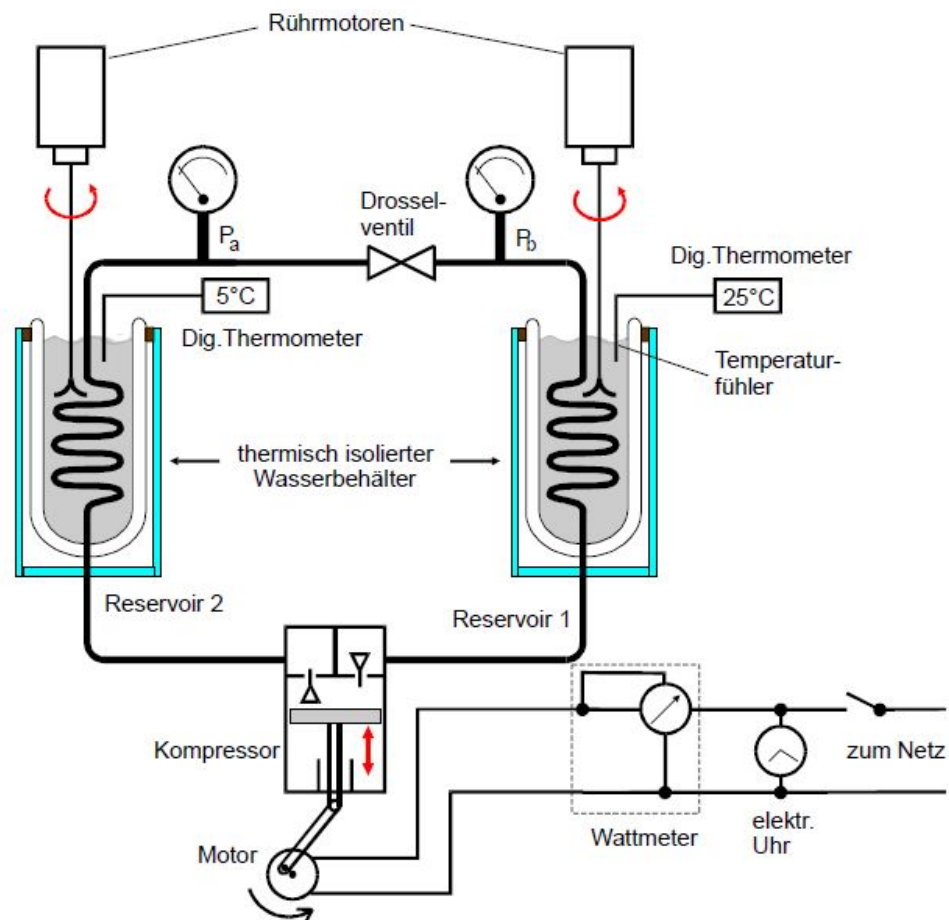 Rührmotoren
Drossel-
ventil
Pa
Pb
Dig.Thermometer
5°C
25°C
Dig.Thermometer
Temperatur-
fühler
thermisch isolierter
Wasserbehälter
Reservoir 2
Reservoir 1
Kompressor
zum Netz
Motor
Wattmeter
elektr.
Uhr